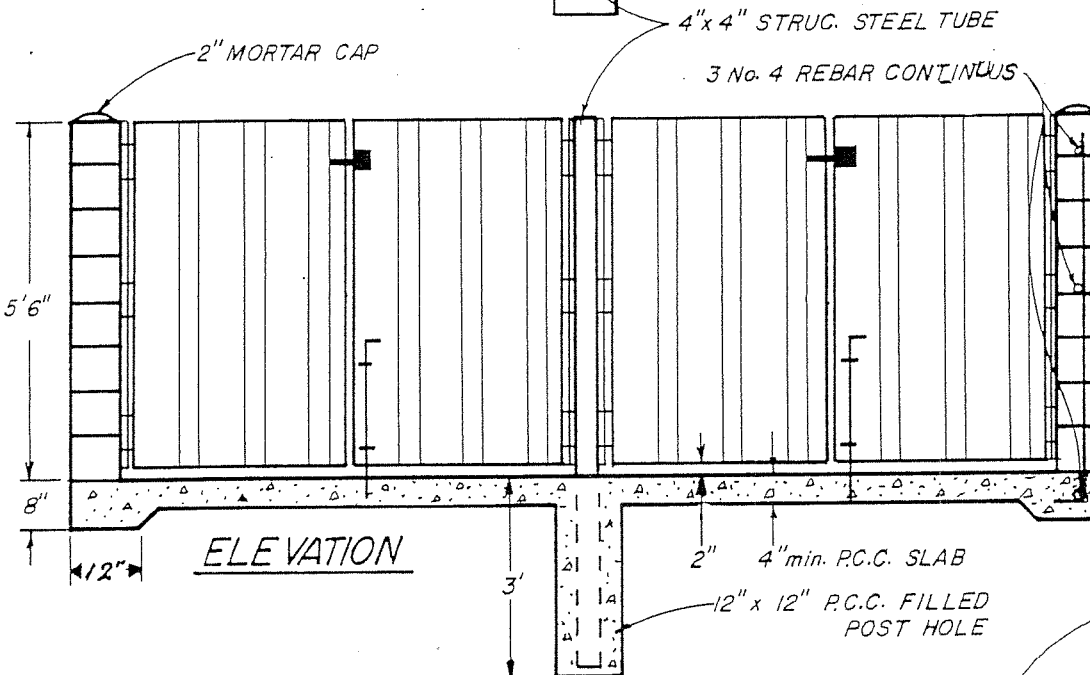 4"x 4" STRUC. STEEL TUBE
2" MORTAR CAP
3 No. 4 REBAR CONTINUS
5'6"
8"
12"
ELEVATION
3'
2"
4"min. P.C.C. SLAB
12"x 12" P.C.C. FILLED
POST HOLE